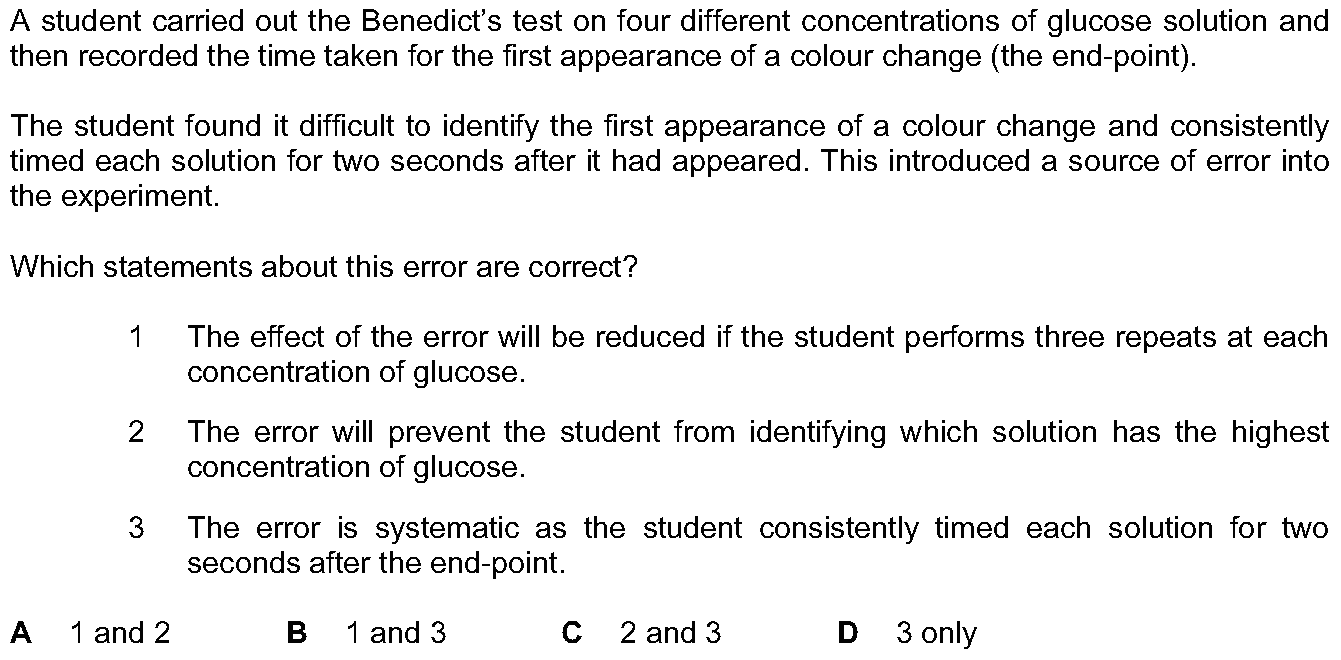 A student carried out the Benedict’s test on four different concentrations of glucose solution and
then recorded the time taken for the first appearance of a colour change (the end-point).
The student found it difficult to identify the first appearance of a colour change and consistently
timed each solution for two seconds after it had appeared. This introduced a source of error into
the experiment.
Which statements about this error are correct?
1 The effect of the error will be reduced if the student performs three repeats at each
concentration of glucose.
2 The error will prevent the student from identifying which solution has the highest
concentration of glucose.
3 The error is systematic as the student consistently timed each solution for two
seconds after the end-point.
A 1 and 2 B 1 and 3 C 2 and 3 D 3 only